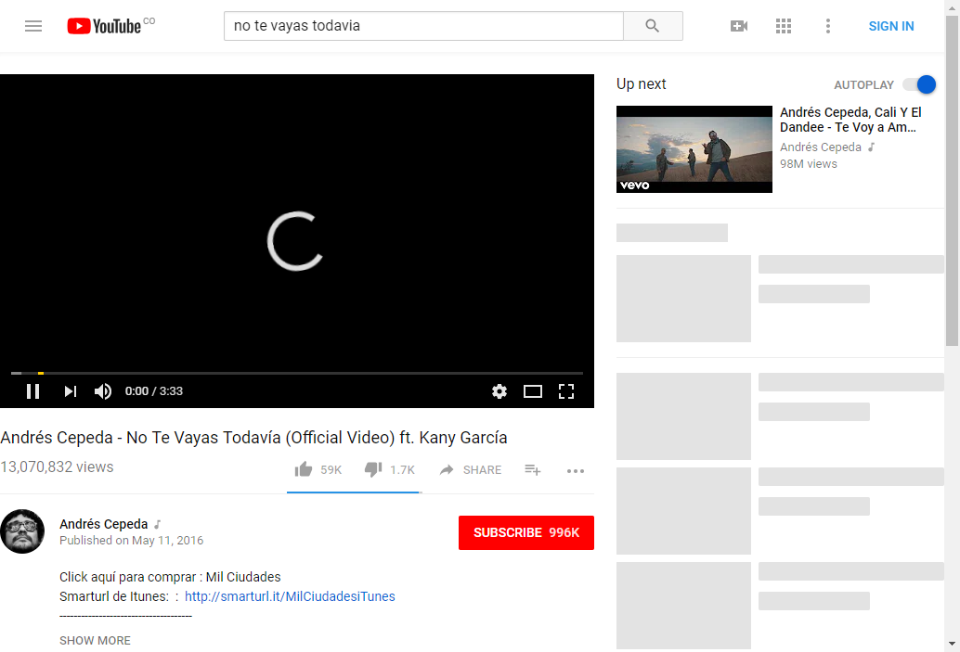 YouTube CO
no te vayas todavia
SIGN IN
Up next
AUTOPLAY
vevo
Andrés Cepeda, Cali Y El
Dandee - Te Voy a Am...
Andrés Cepeda
98M views
0:00 / 3:33
Andrés Cepeda - No Te Vayas Todavía (Official Video) ft. Kany García
13,070,832 views
59K
1.7K
SHARE
Andrés Cepeda
Published on May 11, 2016
SUBSCRIBE 996K
Click aquí para comprar : Mil Ciudades
Smarturl de Itunes: : http://smarturl.it/MilCiudadesiTunes
-----------------------------------
SHOW MORE